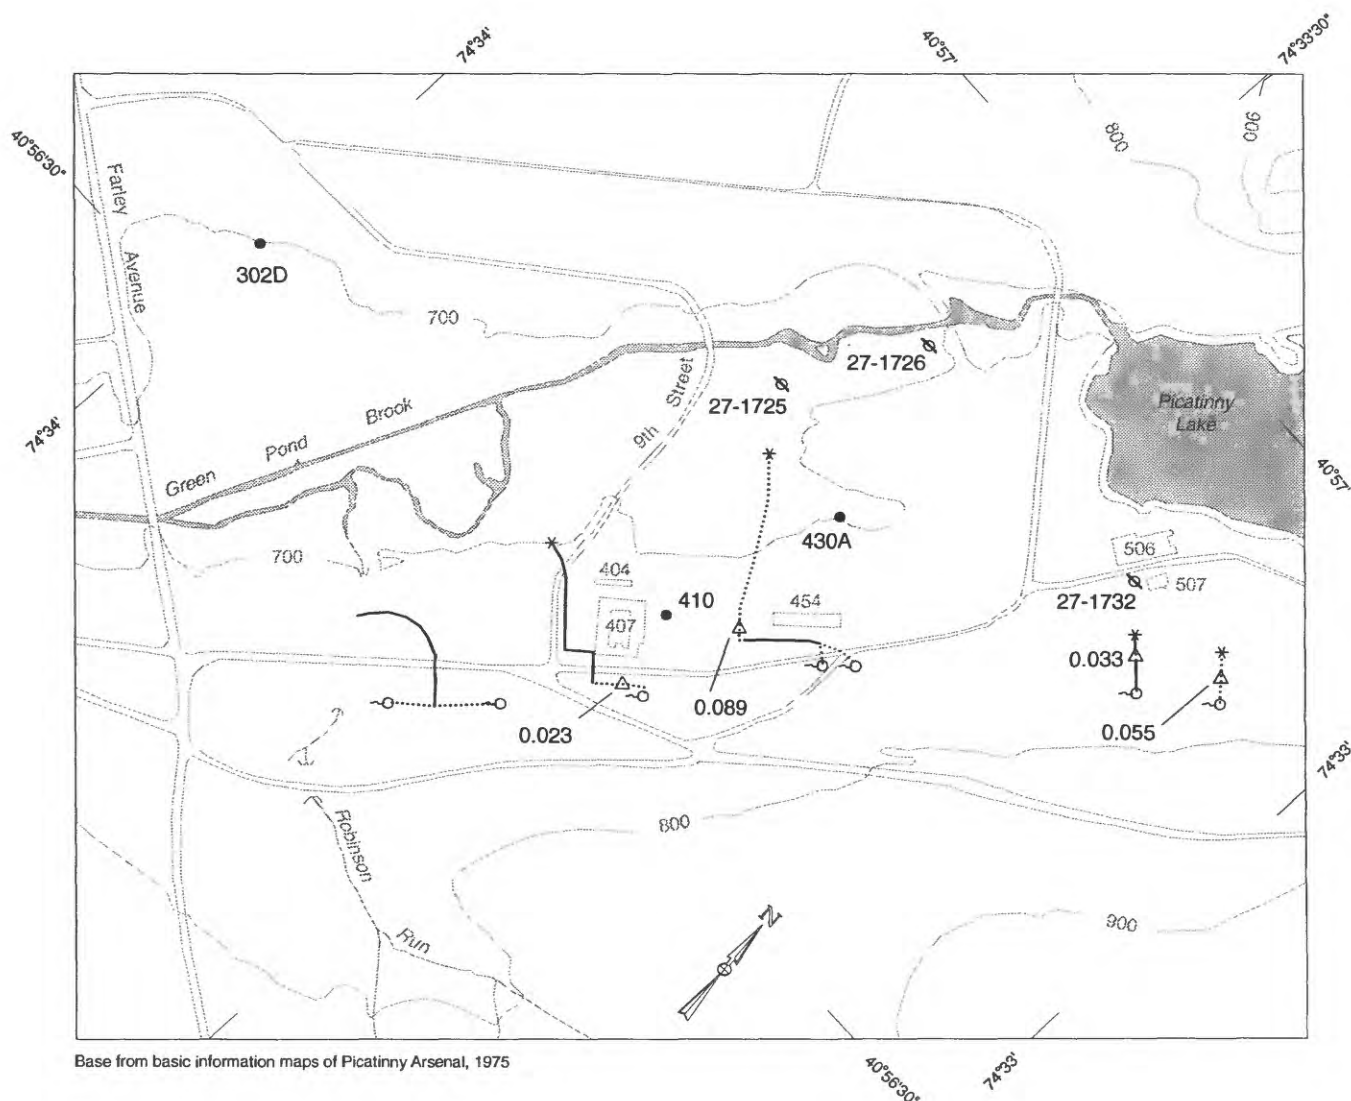 74°34'
40°57'
74°33'30"
40°56'30"
800
900
Farley
Avenue
302D
700
27-1726
Street
27-1725
9th
Picatinny
Lake
Brook
Pond
Green
74°34'
40°57'
430A
506
507
700
404
410
454
407
27-1732
0.033
0.089
0.023
0.055
74°33'
800
Robinson
Run
900
N
Base from basic information maps of Picatinny Arsenal, 1975
40°56'30"
74°33'